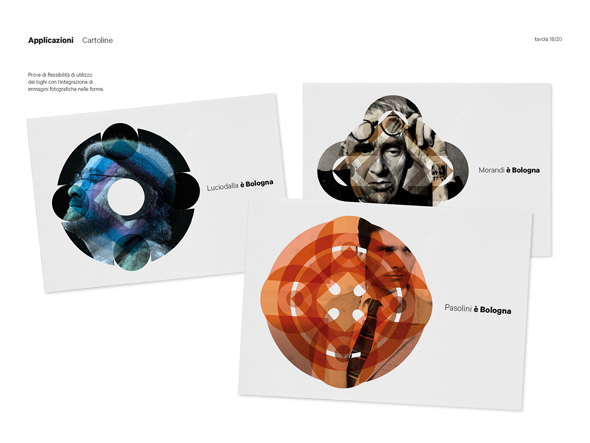 Applicazioni Cartoline
tavola 18/20
Prove di flessibilità di utilizzo
dei loghi con l'integrazione di
immagini fotografiche nelle forme.
Luciodalla è Bologna
Morandi è Bologna
Pasolini è Bologna